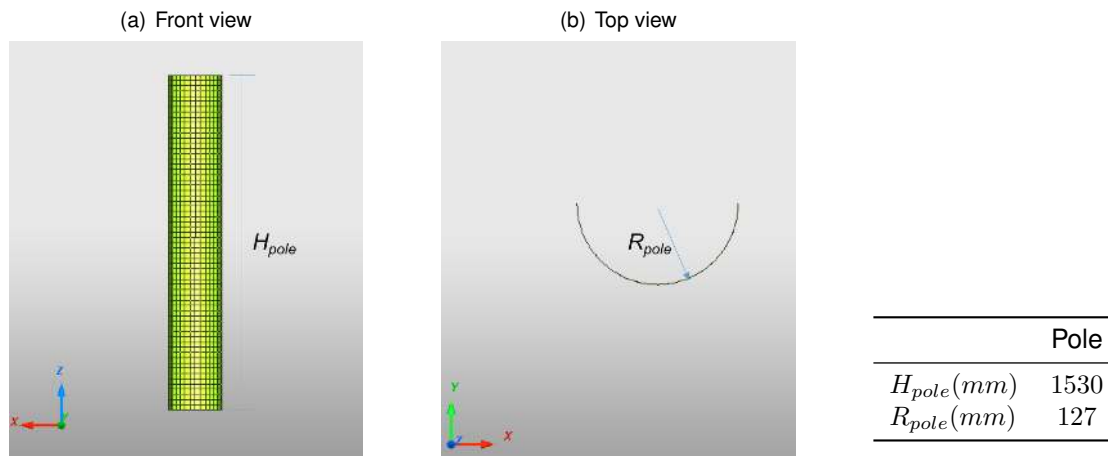 (a) Front view
(b) Top view
H_pole
R_pole
Z
X
Y
Y
Z
X
Pole
H_pole(mm) 1530
R_pole(mm) 127